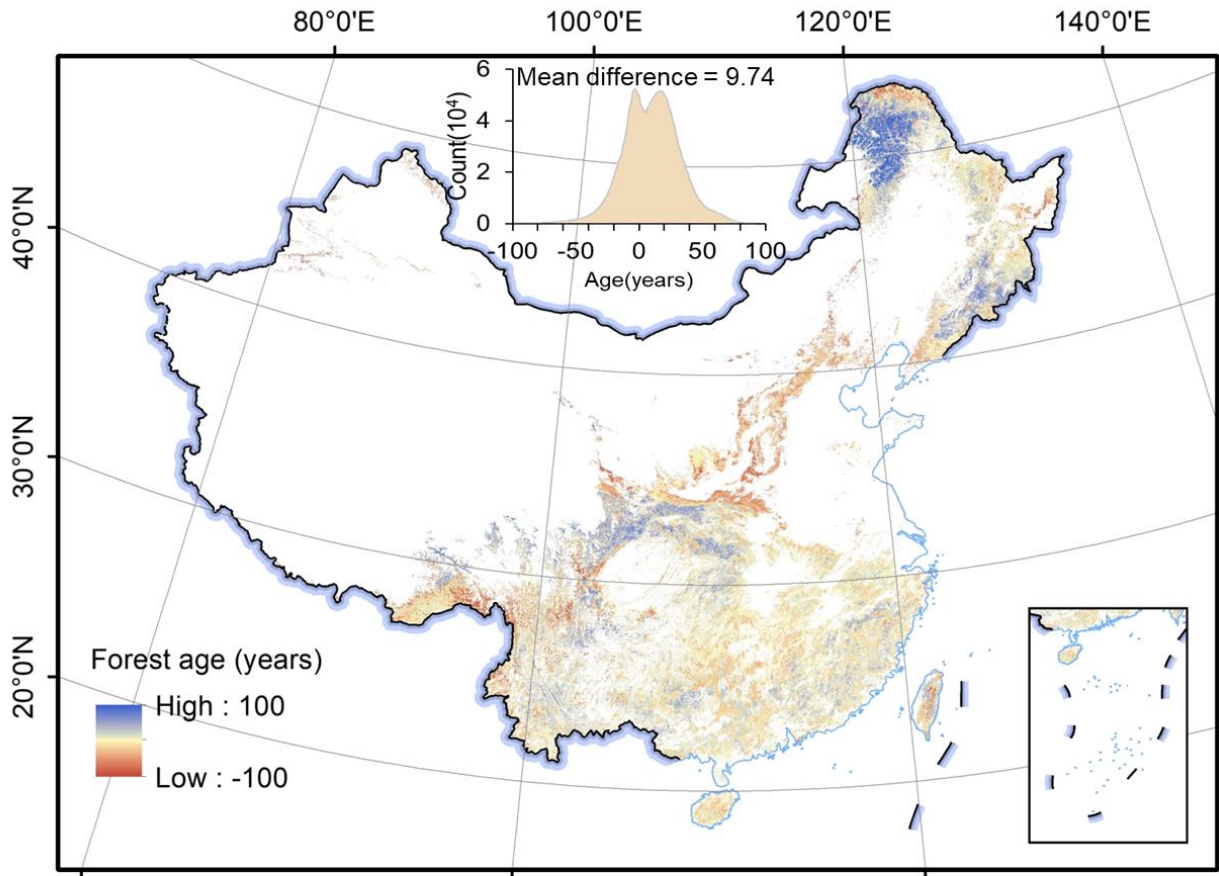 80°0'E 100°0'E 120°0'E 140°0'E
Mean difference = 9.74
6
4
2
0
Count(10⁴)
-100 -50 0 50 100
Age(years)
40°0'N
30°0'N
20°0'N
Forest age (years)
High : 100
Low : -100